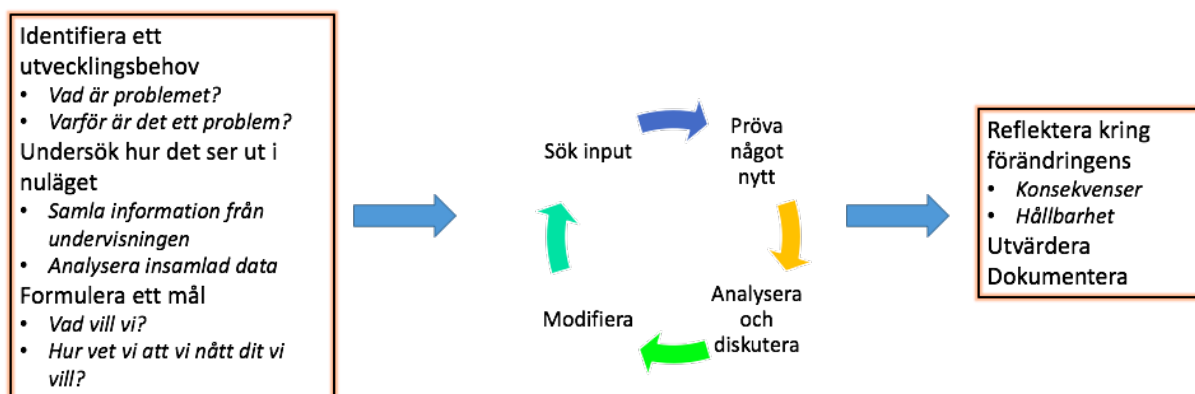 Identifiera ett
utvecklingsbehov
• Vad är problemet?
• Varför är det ett problem?
Undersök hur det ser ut i
nuläget
• Samla information från
undervisningen
• Analysera insamlad data
Formulera ett mål
• Vad vill vi?
• Hur vet vi att vi nått dit vi
vill?
Sök input
Pröva
något
nytt
Analysera
och
diskutera
Modifiera
Reflektera kring
förändringens
• Konsekvenser
• Hållbarhet
Utvärdera
Dokumentera